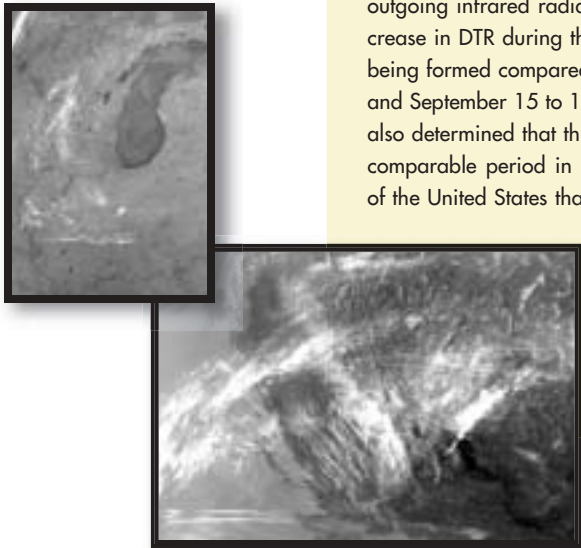 outgoing infrared radia
crease in DTR during th
being formed compared
and September 15 to 1
also determined that th
comparable period in
of the United States tha